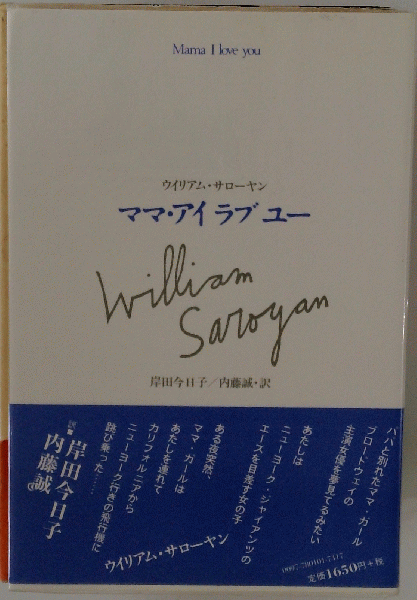 Mama I love you
ウイリアム・サローヤン
ママ・アイ ラブ ユー
William
Saroyan
岸田今日子／内藤誠・訳
パパと別れたママ・ガール
ブロードウェイの
主演女優を夢見てるみたい
あたしは
ニューヨーク・ジャイアンツの
エースを目差す女の子
ある夜突然、
ママ・ガールは
あたしを連れて
カリフォルニアから
ニューヨーク行きの飛行機に
跳び乗った……
ウイリアム・サローヤン
岸田今日子
内藤誠
定価1650円+税